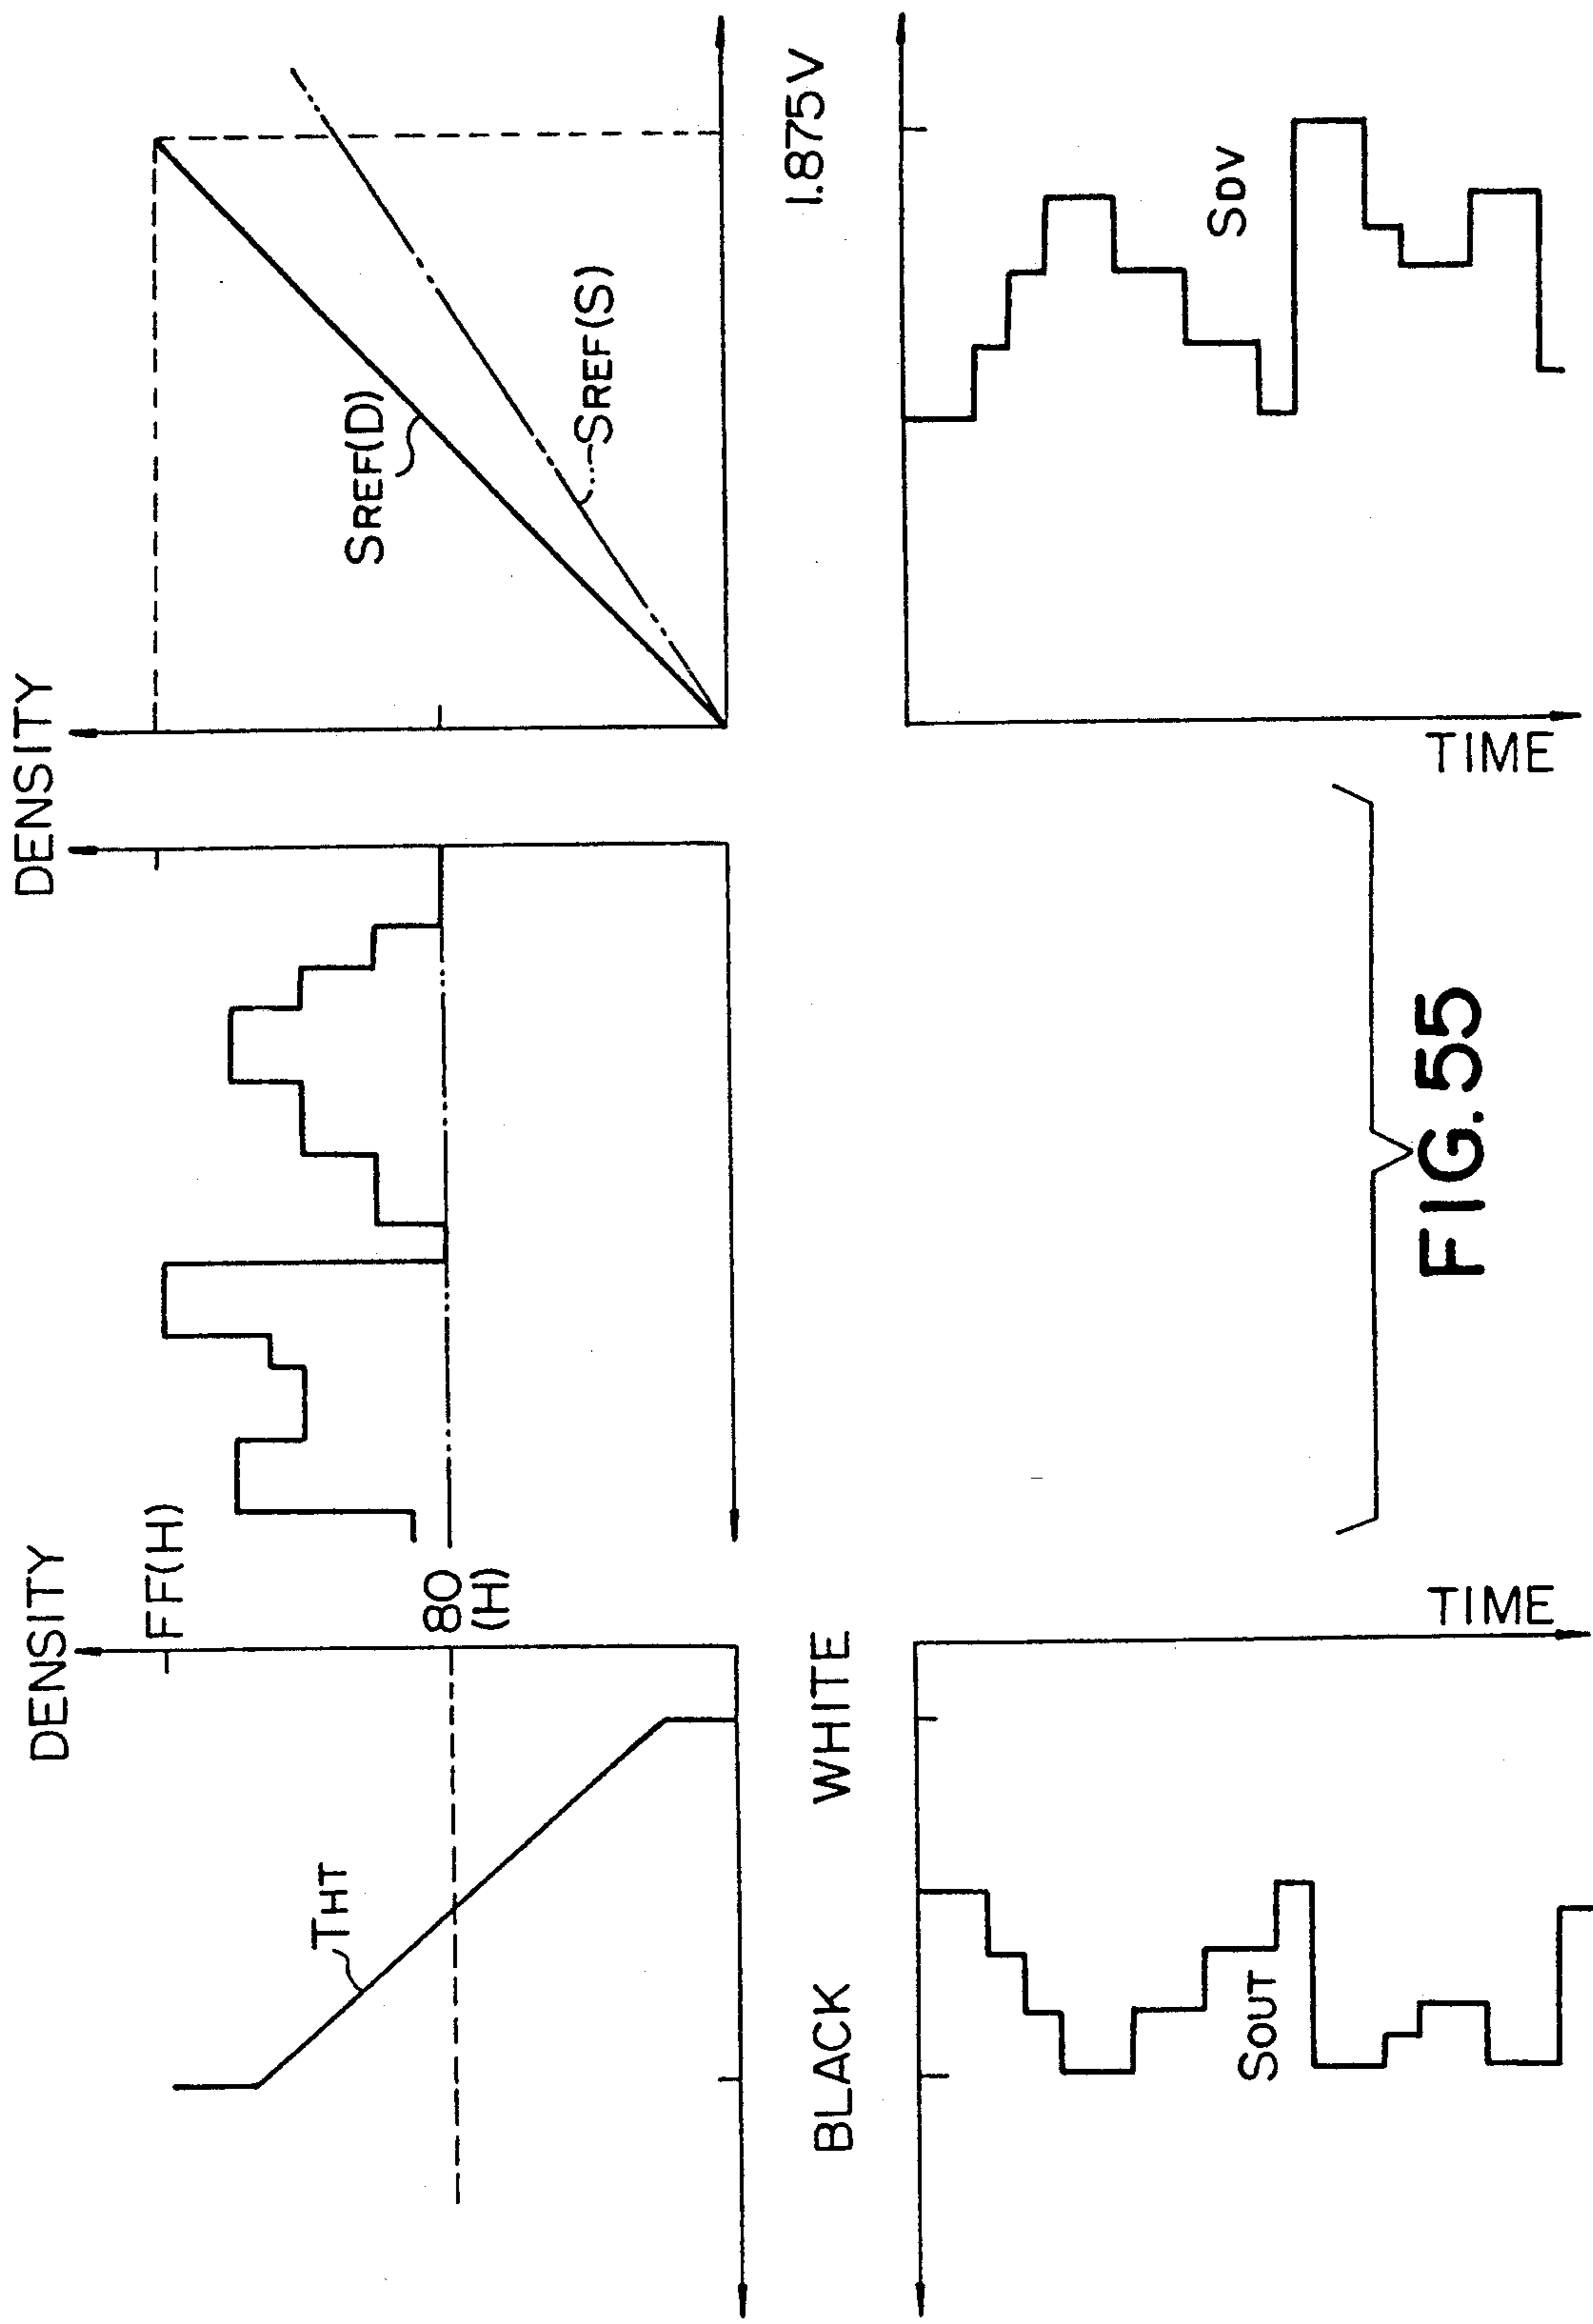 DENSITY
DENSITY
FF(H)
80
(H)
THT
SREF(D)
SREF(S)
BLACK
WHITE
1.875V
SOUT
SDV
TIME
TIME
FIG.55